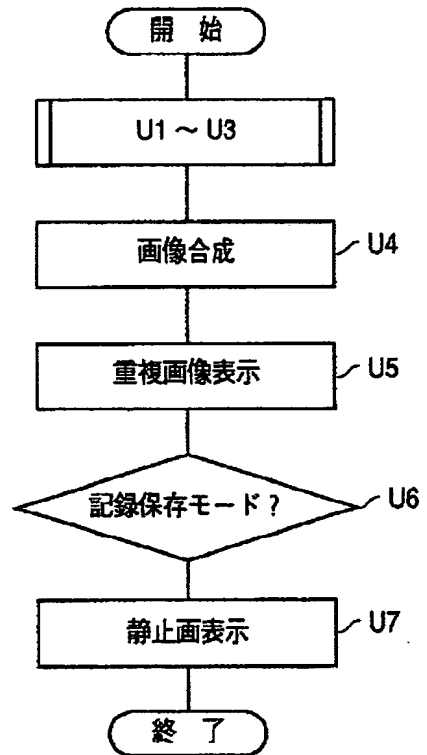 開 始
U1 ～ U3
画像合成 U4
重複画像表示 U5
記録保存モード? U6
静止画表示 U7
終 了